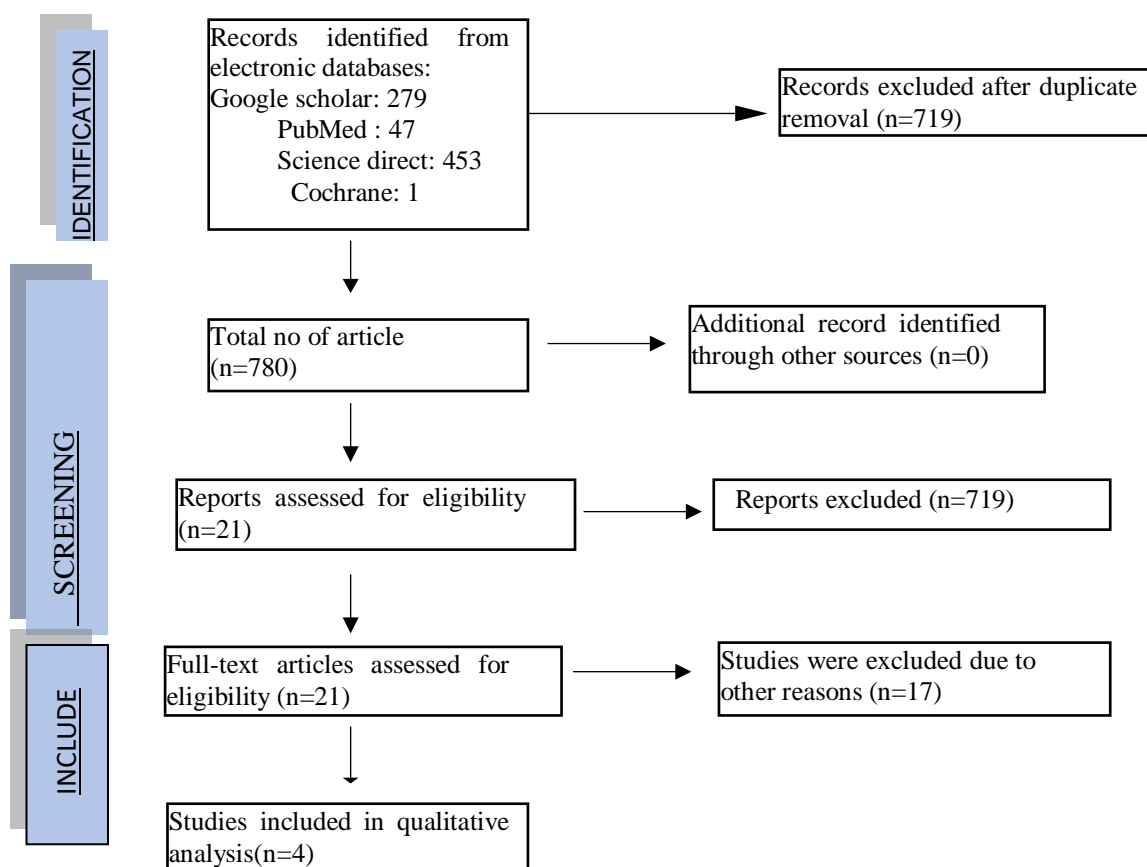 IDENTIFICATION
Records identified from
electronic databases:
Google scholar: 279
PubMed : 47
Science direct: 453
Cochrane: 1
Records excluded after duplicate
removal (n=719)
SCREENING
Total no of article
(n=780)
Additional record identified
through other sources (n=0)
Reports assessed for eligibility
(n=21)
Reports excluded (n=719)
INCLUDE
Full-text articles assessed for
eligibility (n=21)
Studies were excluded due to
other reasons (n=17)
Studies included in qualitative
analysis(n=4)